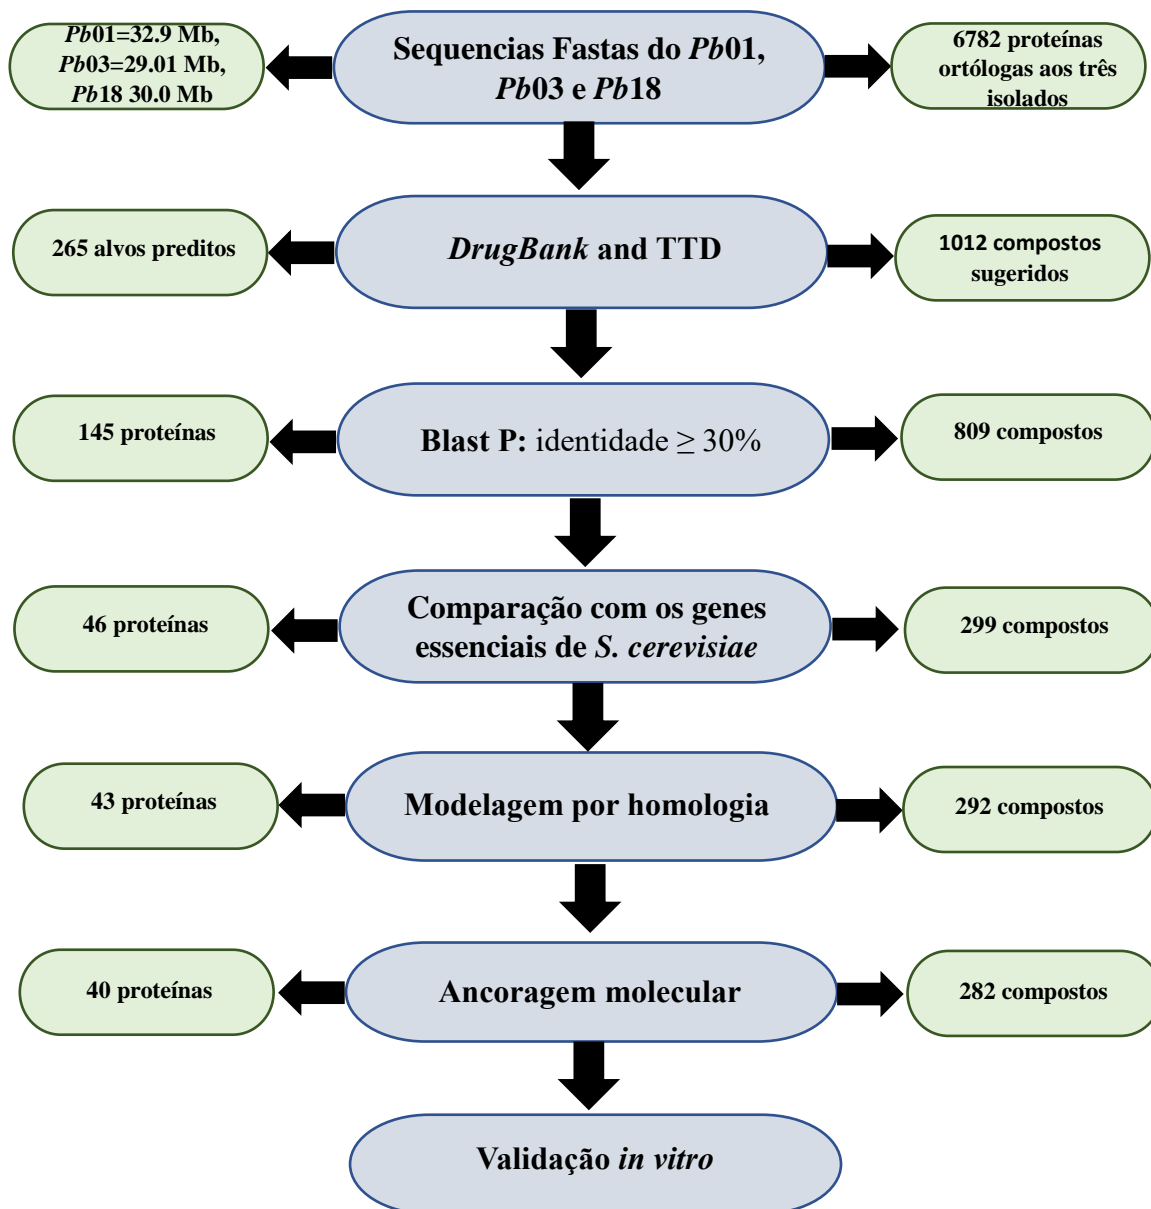 Pb01=32.9 Mb,
Pb03=29.01 Mb,
Pb18 30.0 Mb
Sequencias Fastas do Pb01,
Pb03 e Pb18
6782 proteínas
ortólogas aos três
isolados
265 alvos preditos
DrugBank and TTD
1012 compostos
sugeridos
145 proteínas
Blast P: identidade ≥ 30%
809 compostos
46 proteínas
Comparação com os genes
essenciais de S. cerevisiae
299 compostos
43 proteínas
Modelagem por homologia
292 compostos
40 proteínas
Ancoragem molecular
282 compostos
Validação in vitro